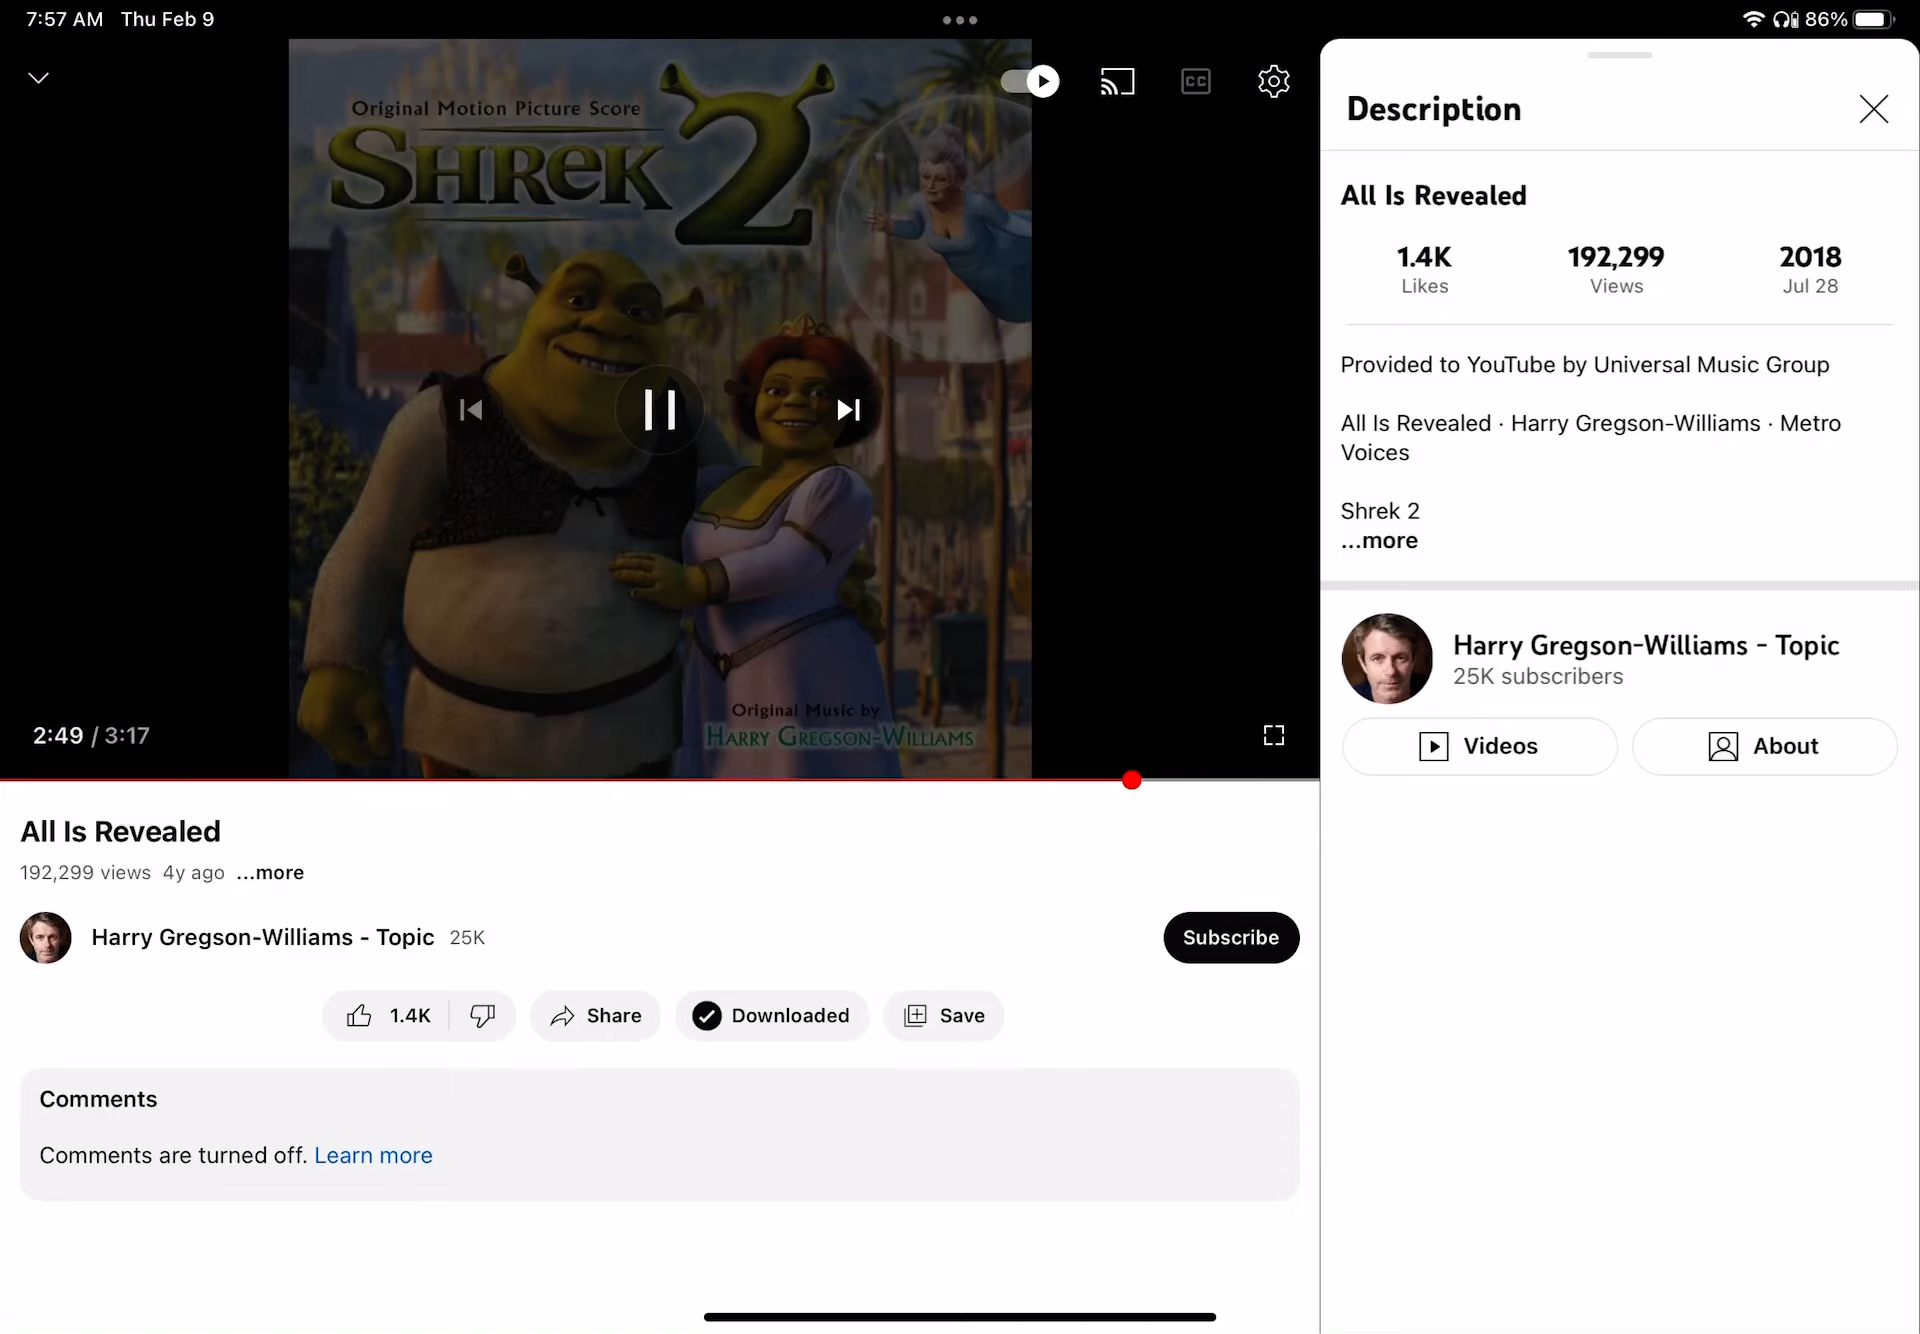 7:57 AM Thu Feb 9
86%
Original Motion Picture Score
SHREK 2
CC
Original Music by
HARRY GREGSON-WILLIAMS
2:49 / 3:17
All Is Revealed
192,299 views 4y ago ...more
Harry Gregson-Williams - Topic 25K
Subscribe
1.4K
Share
Downloaded
Save
Comments
Comments are turned off. Learn more
Description
All Is Revealed
1.4K 192,299 2018
Likes Views Jul 28
Provided to YouTube by Universal Music Group
All Is Revealed · Harry Gregson-Williams · Metro
Voices
Shrek 2
...more
Harry Gregson-Williams - Topic
25K subscribers
Videos
About